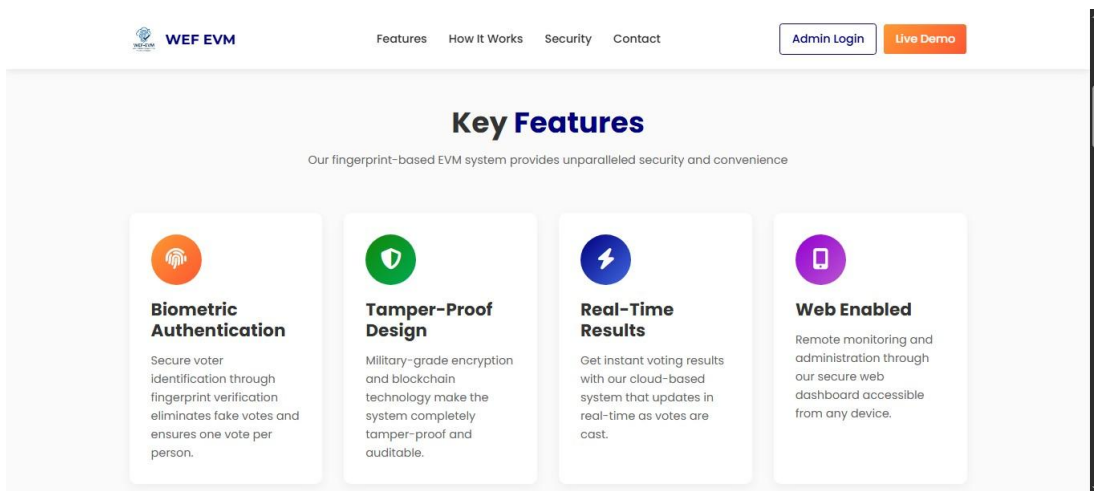 WEF EVM
Features How It Works Security Contact
Admin Login
Live Demo
Key Features
Our fingerprint-based EVM system provides unparalleled security and convenience
Biometric
Authentication
Secure voter
identification through
fingerprint verification
eliminates fake votes and
ensures one vote per
person.
Tamper-Proof
Design
Military-grade encryption
and blockchain
technology make the
system completely
tamper-proof and
auditable.
Real-Time
Results
Get instant voting results
with our cloud-based
system that updates in
real-time as votes are
cast.
Web Enabled
Remote monitoring and
administration through
our secure web
dashboard accessible
from any device.